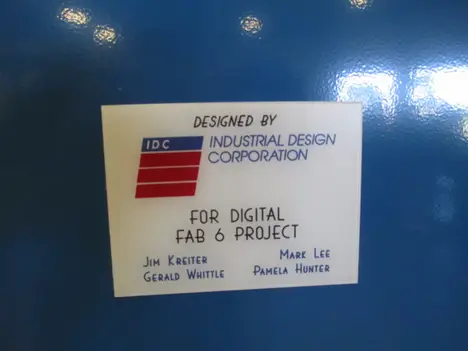 DESIGNED BY
IDC
INDUSTRIAL DESIGN
CORPORATION
FOR DIGITAL
FAB 6 PROJECT
JIM KREITER MARK LEE
GERALD WHITTLE PAMELA HUNTER